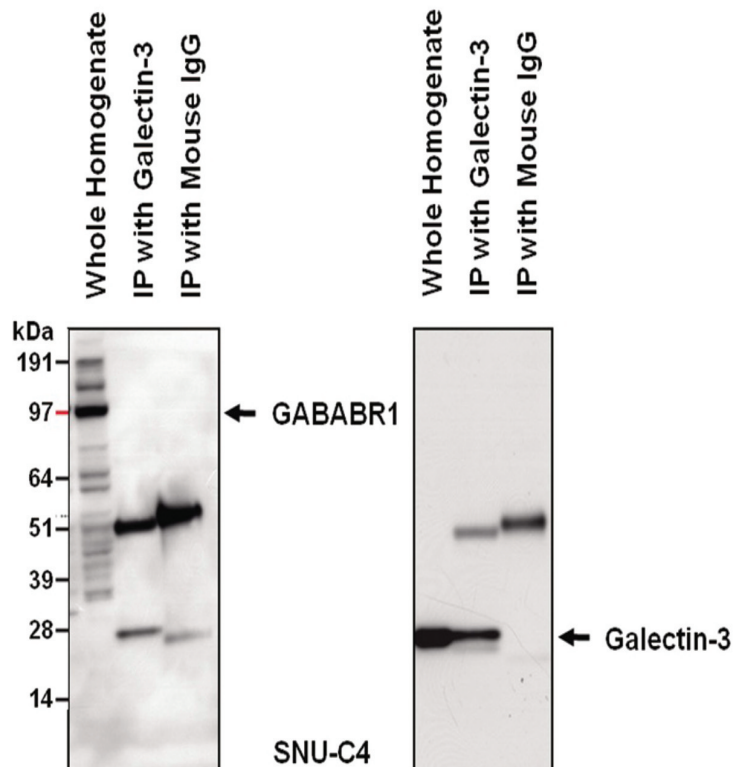 Whole Homogenate
IP with Galectin-3
IP with Mouse IgG
Whole Homogenate
IP with Galectin-3
IP with Mouse IgG
kDa
191
97
GABABR1
64
51
39
28
Galectin-3
14
SNU-C4